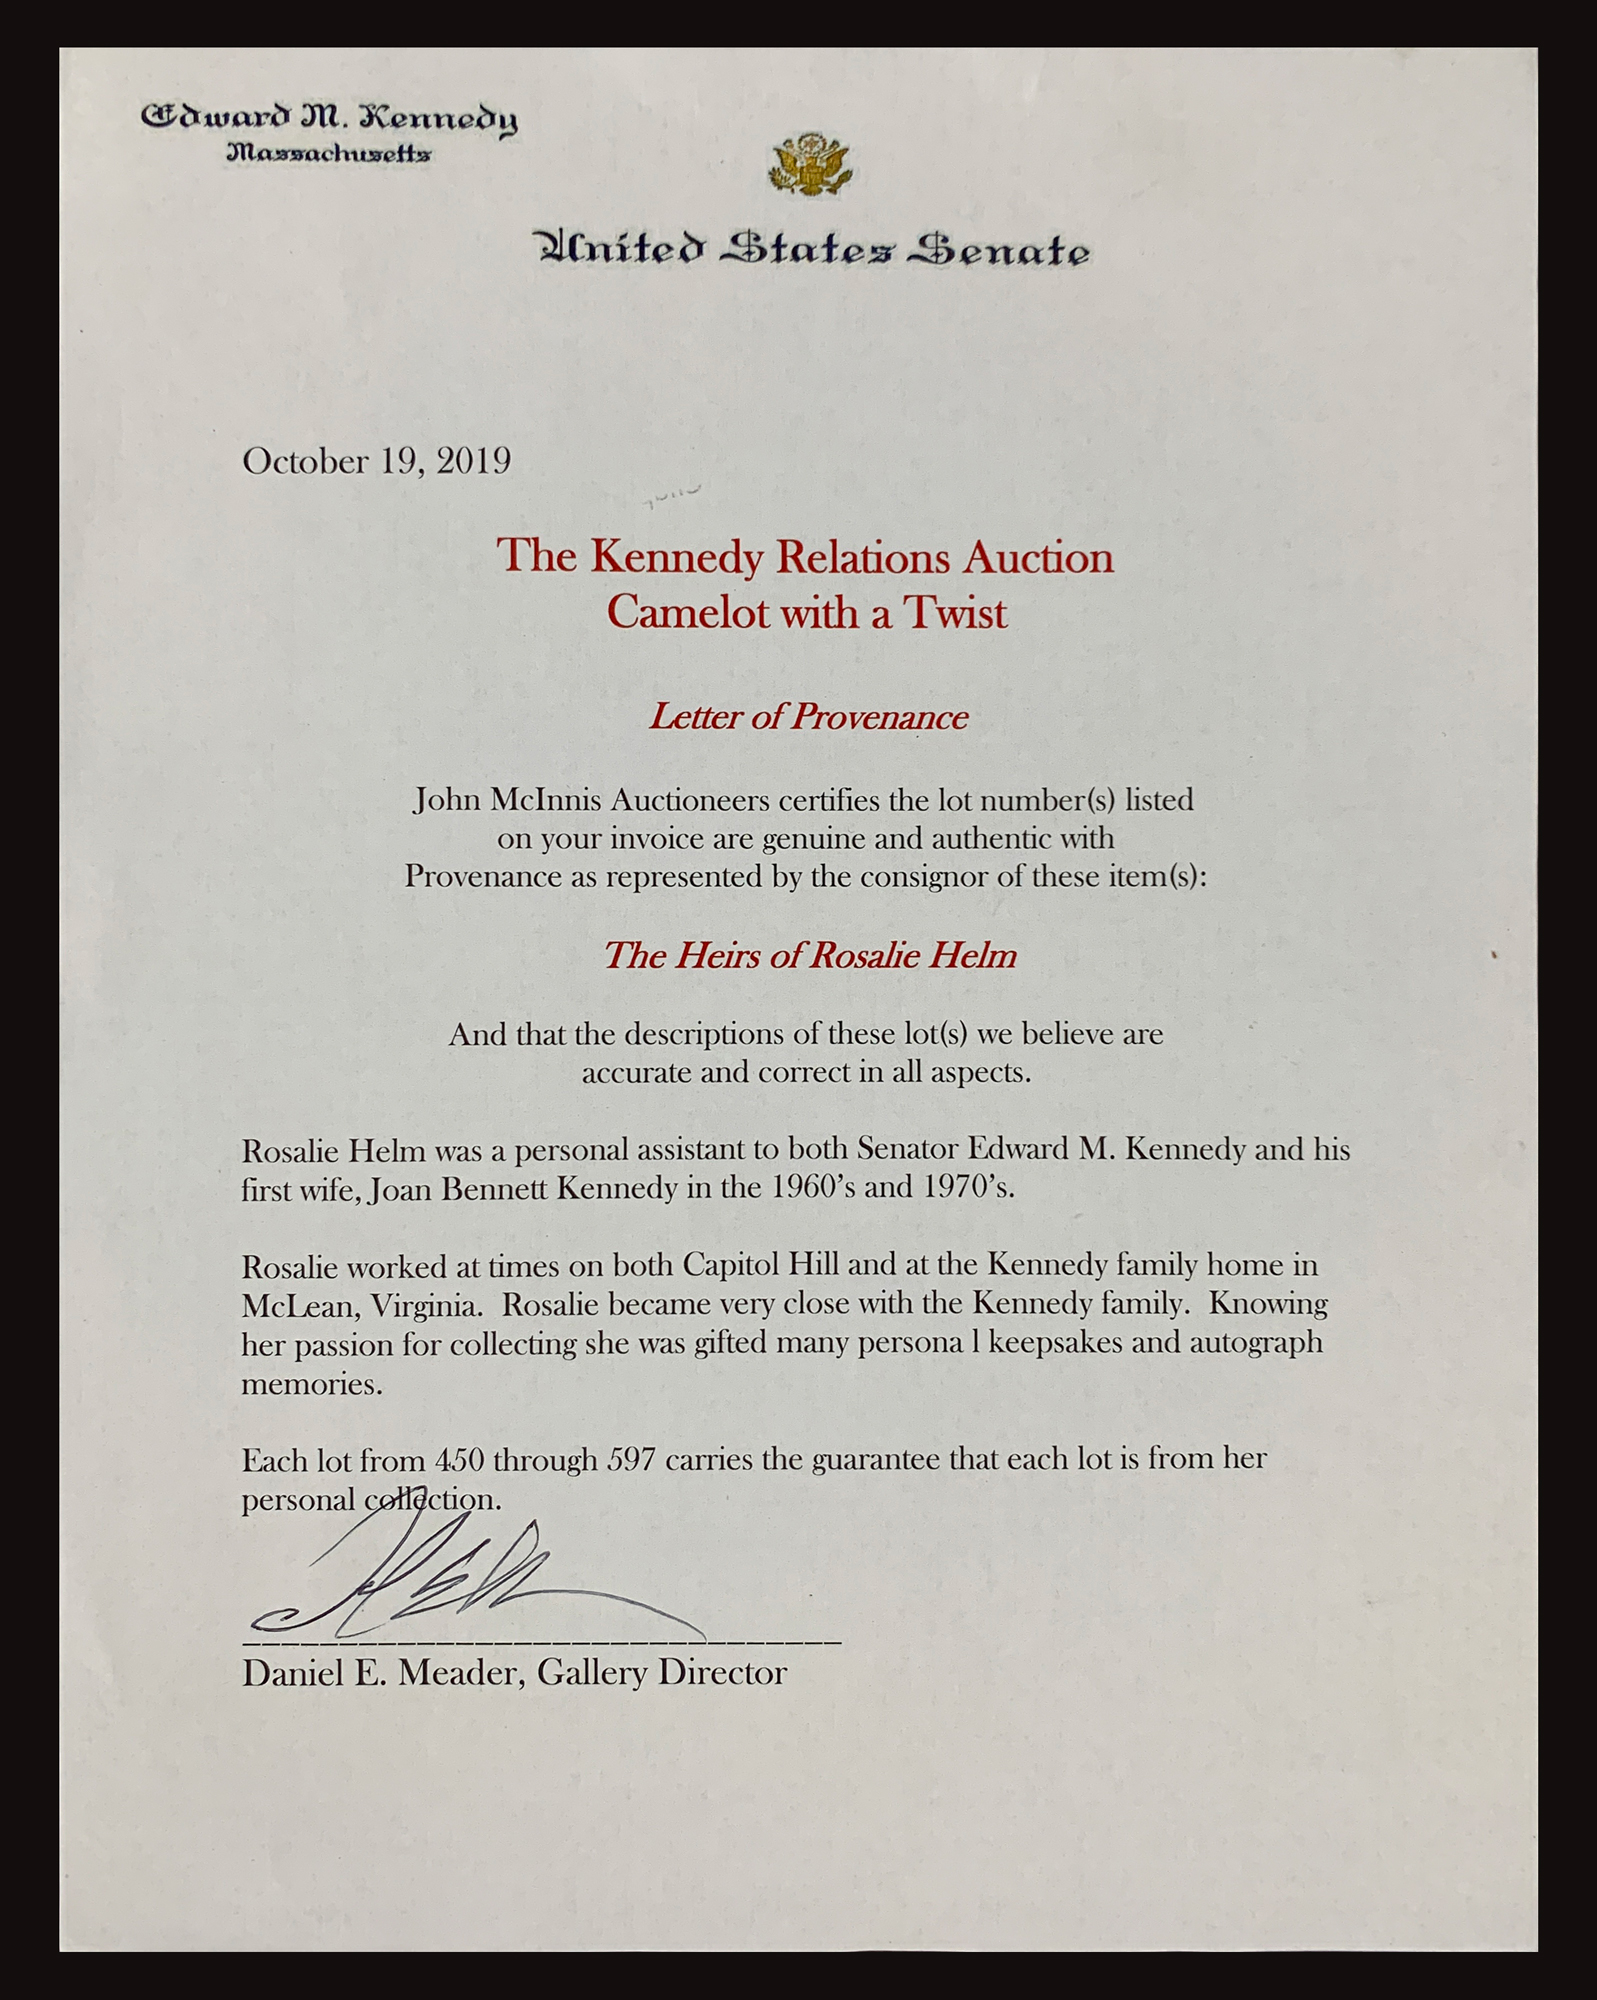 Edward M. Kennedy
Massachusetts
United States Senate
October 19, 2019
The Kennedy Relations Auction
Camelot with a Twist
Letter of Provenance
John McInnis Auctioneers certifies the lot number(s) listed
on your invoice are genuine and authentic with
Provenance as represented by the consignor of these item(s):
The Heirs of Rosalie Helm
And that the descriptions of these lot(s) we believe are
accurate and correct in all aspects.
Rosalie Helm was a personal assistant to both Senator Edward M. Kennedy and his
first wife, Joan Bennett Kennedy in the 1960’s and 1970’s.
Rosalie worked at times on both Capitol Hill and at the Kennedy family home in
McLean, Virginia.  Rosalie became very close with the Kennedy family.  Knowing
her passion for collecting she was gifted many persona l keepsakes and autograph
memories.
Each lot from 450 through 597 carries the guarantee that each lot is from her
personal collection.
Daniel E. Meader, Gallery Director